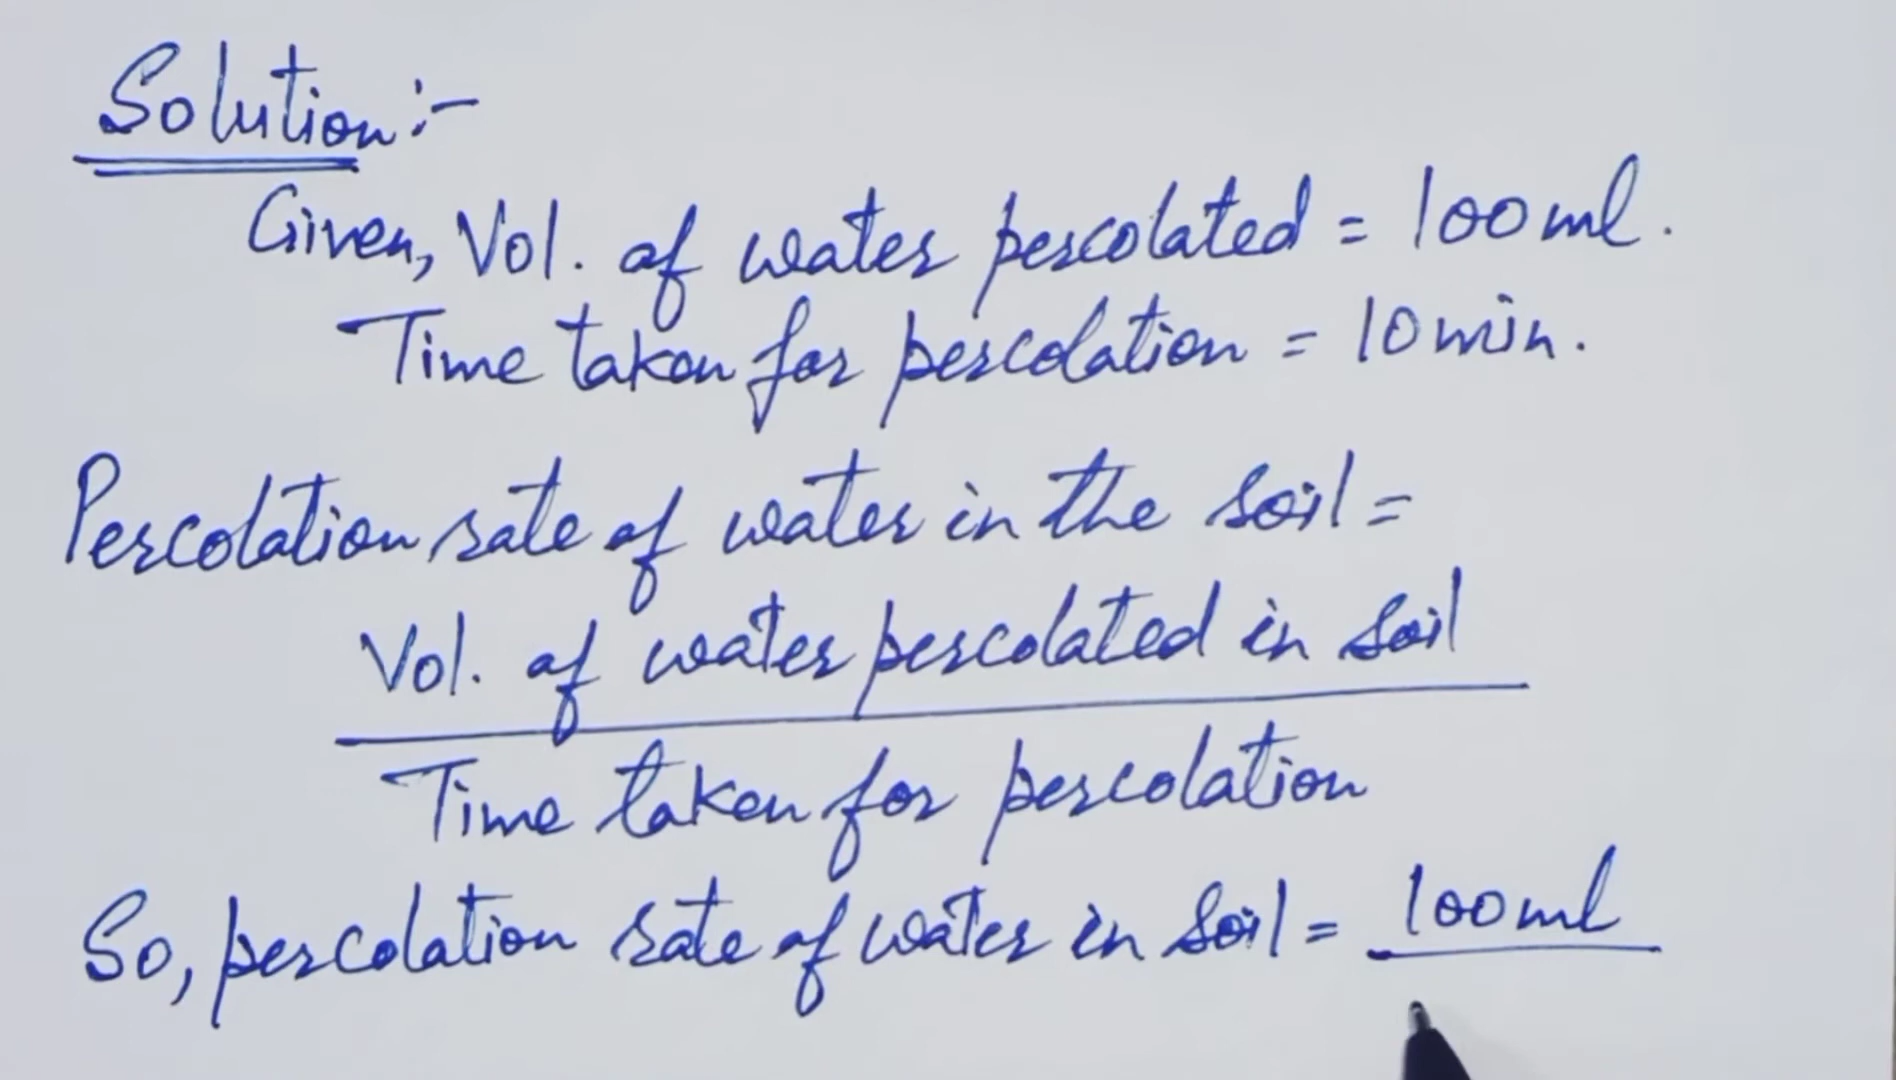 Solution :-
Given, Vol. of water percolated = 100 ml.
Time taken for percolation = 10 min.
Percolation rate of water in the soil =
Vol. of water percolated in soil
Time taken for percolation
So, percolation rate of water in soil = 100 ml